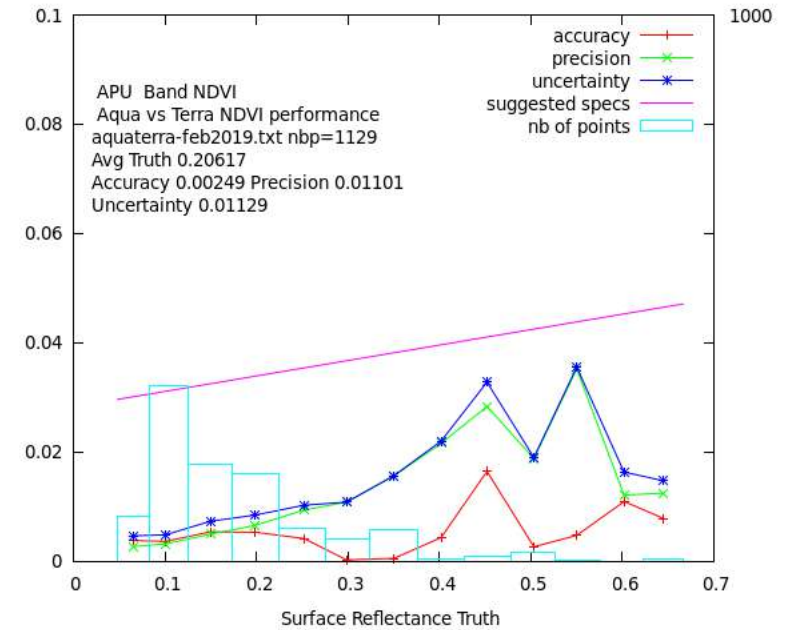 0.1
1000
accuracy
precision
uncertainty
suggested specs
nb of points
APU Band NDVI
Aqua vs Terra NDVI performance
aquaterra-feb2019.txt nbp=1129
Avg Truth 0.20617
Accuracy 0.00249 Precision 0.01101
Uncertainty 0.01129
0.08
0.06
0.04
0.02
0
0 0.1 0.2 0.3 0.4 0.5 0.6 0.7
Surface Reflectance Truth